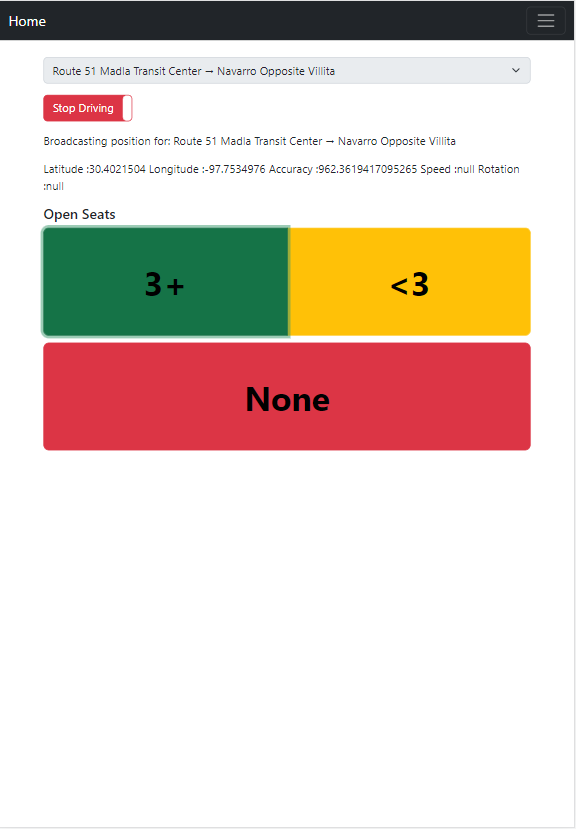 Home
Route 51 Madla Transit Center → Navarro Opposite Villita
Stop Driving
Broadcasting position for: Route 51 Madla Transit Center → Navarro Opposite Villita
Latitude :30.4021504 Longitude :-97.7534976 Accuracy :962.3619417095265 Speed :null Rotation
:null
Open Seats
3+
<3
None